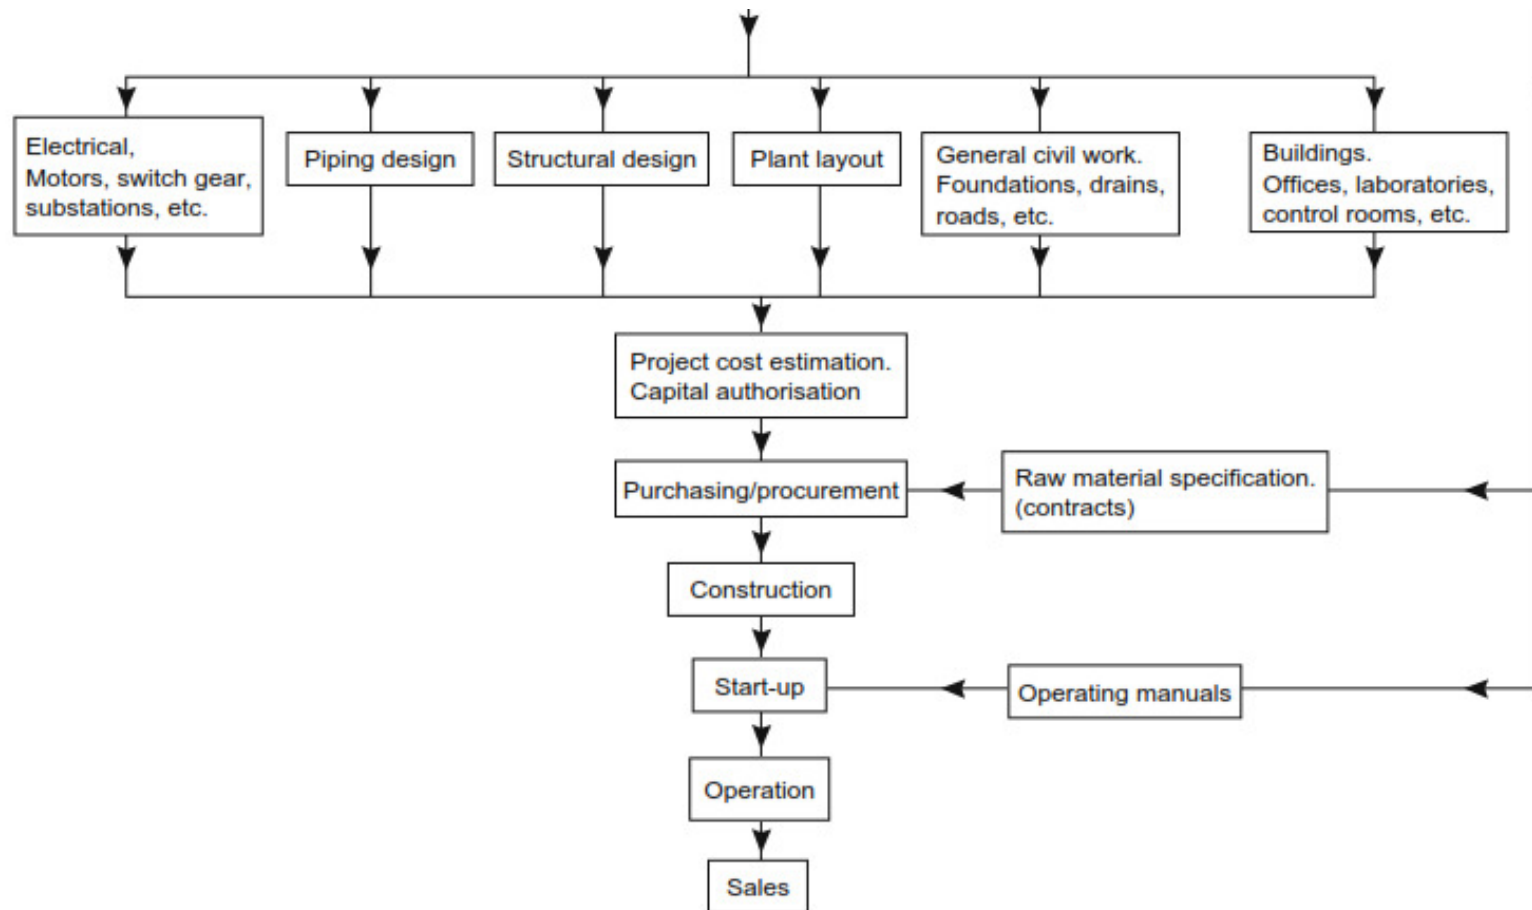 Electrical,
Motors, switch gear,
substations, etc.
Piping design
Structural design
Plant layout
General civil work.
Foundations, drains,
roads, etc.
Buildings.
Offices, laboratories,
control rooms, etc.
Project cost estimation.
Capital authorisation
Purchasing/procurement
Raw material specification.
(contracts)
Construction
Start-up
Operating manuals
Operation
Sales